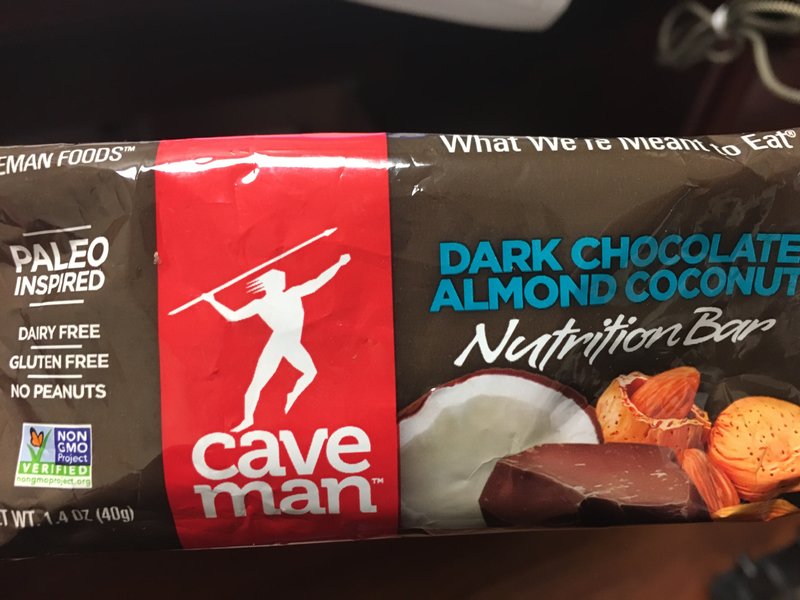 EMAN FOODS™
PALEO
INSPIRED
DAIRY FREE
GLUTEN FREE
NO PEANUTS
NON
GMO
Project
VERIFIED
nongmoproject.org
T WT. 1.4 OZ (40g)
cave
man™
What We're Meant to Eat®
DARK CHOCOLATE
ALMOND COCONUT
Nutrition Bar